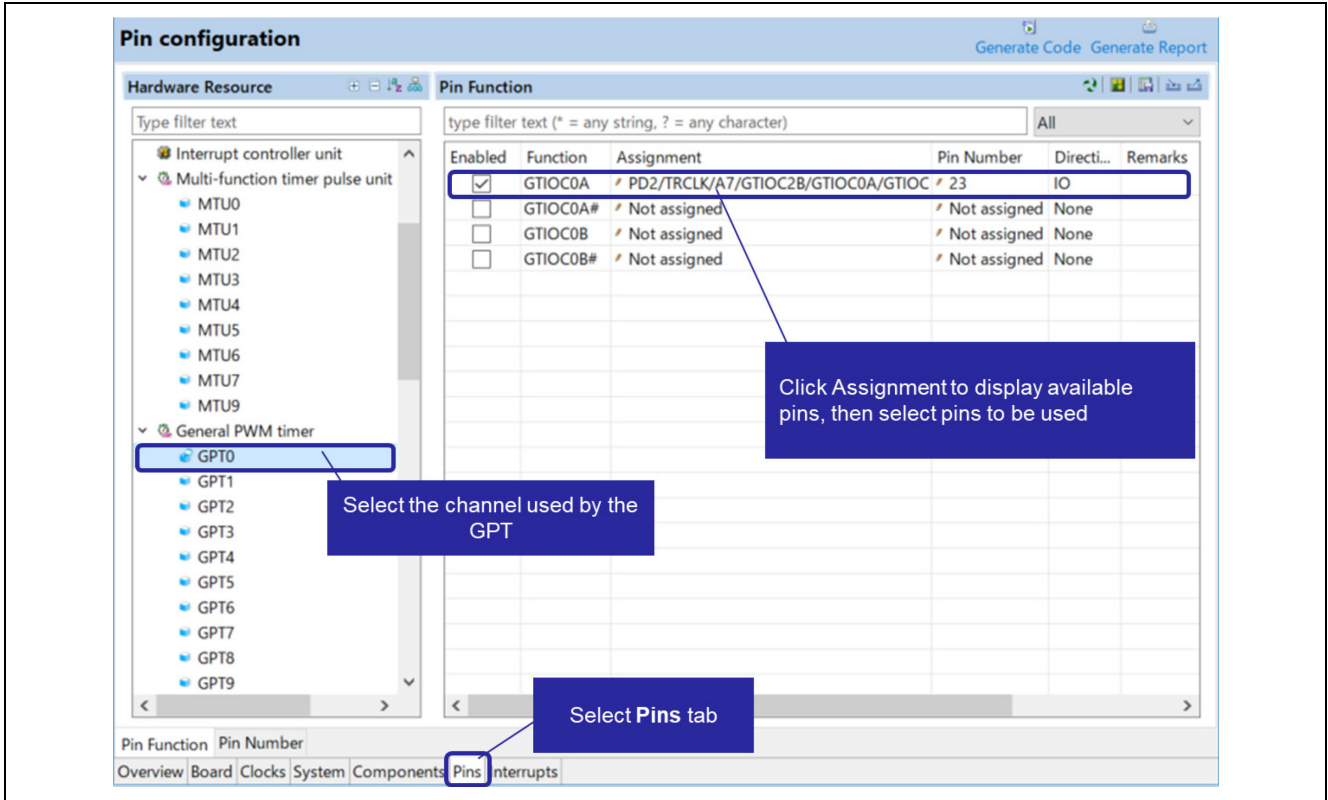 Pin configuration
Generate Code Generate Report
Hardware Resource
Pin Function
Type filter text
type filter text (* = any string, ? = any character)
All
Interrupt controller unit
Multi-function timer pulse unit
MTU0
MTU1
MTU2
MTU3
MTU4
MTU5
MTU6
MTU7
MTU9
General PWM timer
GPT0
GPT1
GPT2
GPT3
GPT4
GPT5
GPT6
GPT7
GPT8
GPT9
Enabled Function Assignment Pin Number Directi... Remarks
GTIOC0A PD2/TRCLK/A7/GTIOC2B/GTIOC0A/GTIOC 23 IO
GTIOC0A# Not assigned Not assigned None
GTIOC0B Not assigned Not assigned None
GTIOC0B# Not assigned Not assigned None
Click Assignment to display available
pins, then select pins to be used
Select the channel used by the
GPT
Select Pins tab
Pin Function Pin Number
Overview Board Clocks System Components Pins Interrupts